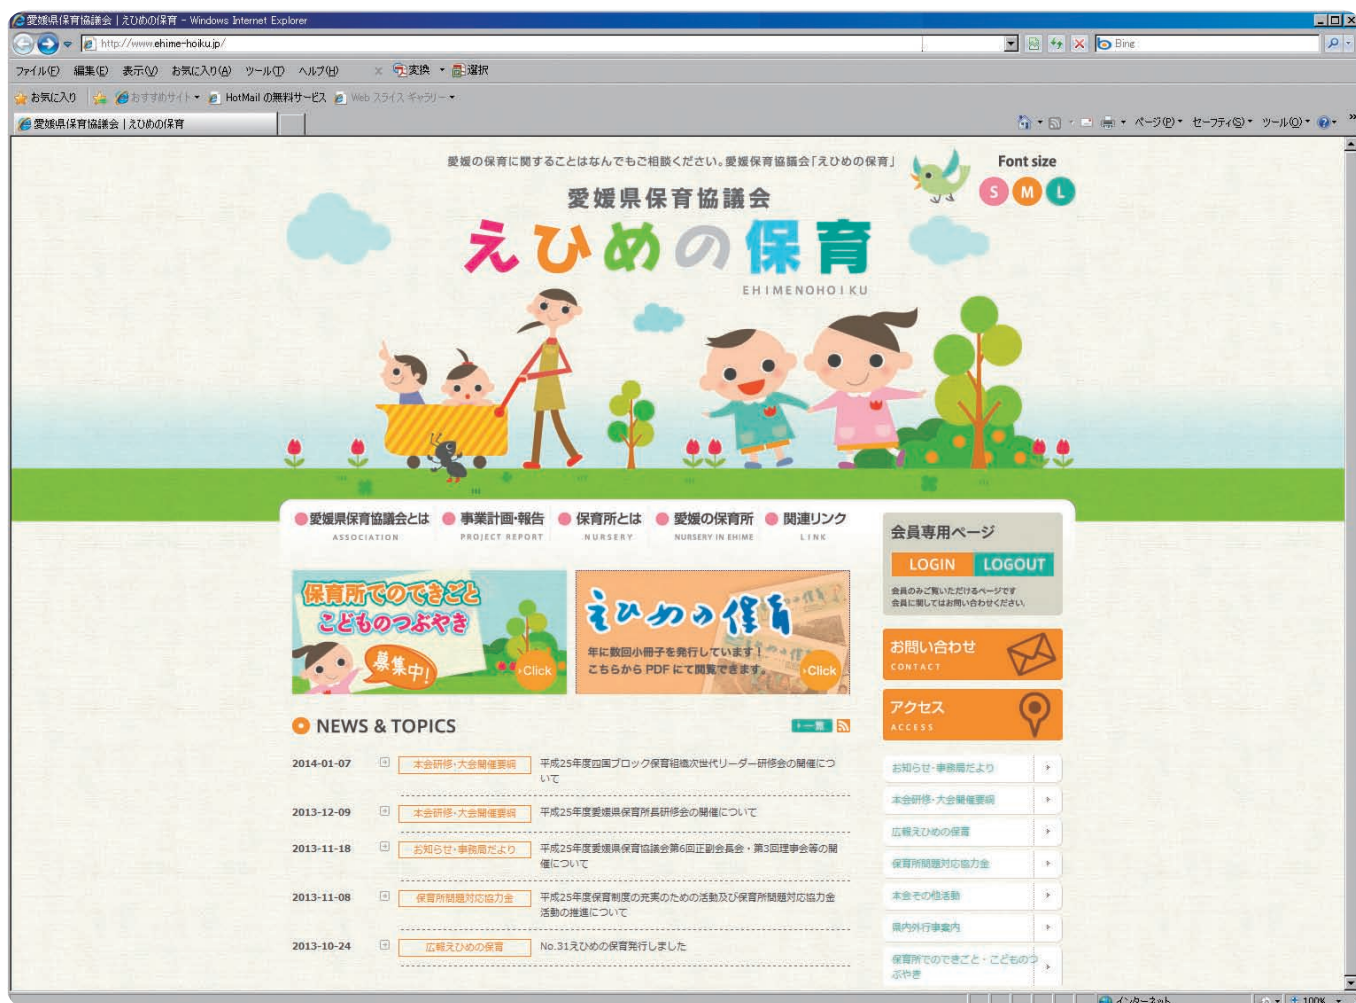 愛媛県保育協議会 | えひめの保育 - Windows Internet Explorer
http://www.ehime-hoiku.jp/
Bing
ファイル(F) 編集(E) 表示(V) お気に入り(A) ツール(T) ヘルプ(H) x 変換 選択
お気に入り おすすめサイト HotMail の無料サービス Web スライス ギャラリー
愛媛県保育協議会 | えひめの保育
ページ(P) セーフティ(S) ツール(O)
愛媛の保育に関することはなんでもご相談ください。愛媛保育協議会「えひめの保育」
Font size
S M L
愛媛県保育協議会
えひめの保育
EHIMENOHOIKU
愛媛県保育協議会とは 事業計画・報告 保育所とは 愛媛の保育所 関連リンク
ASSOCIATION PROJECT REPORT NURSERY NURSERY IN EHIME LINK
会員専用ページ
LOGIN LOGOUT
会員のみご覧いただけるページです
会員に関してはお問い合わせください。
保育所でのできごと
こどものつぶやき
募集中!
Click
えひめの保育
年に数回小冊子を発行しています!
こちらから PDF にて閲覧できます。
Click
お問い合わせ
CONTACT
アクセス
ACCESS
NEWS & TOPICS
一覧
2014-01-07 本会研修・大会開催要綱 平成25年度四国ブロック保育組織次世代リーダー研修会の開催につ
いて
2013-12-09 本会研修・大会開催要綱 平成25年度愛媛県保育所長研修会の開催について
2013-11-18 お知らせ・事務局だより 平成25年度愛媛県保育協議会第6回正副会長会・第3回理事会等の開
催について
2013-11-08 保育所問題対応協力金 平成25年度保育制度の充実のための活動及び保育所問題対応協力金
活動の推進について
2013-10-24 広報えひめの保育 No.31えひめの保育発行しました
お知らせ・事務局だより
本会研修・大会開催要綱
広報えひめの保育
保育所問題対応協力金
本会その他活動
県内外行事案内
保育所でのできごと・こどものつ
ぶやき
インターネット
100%